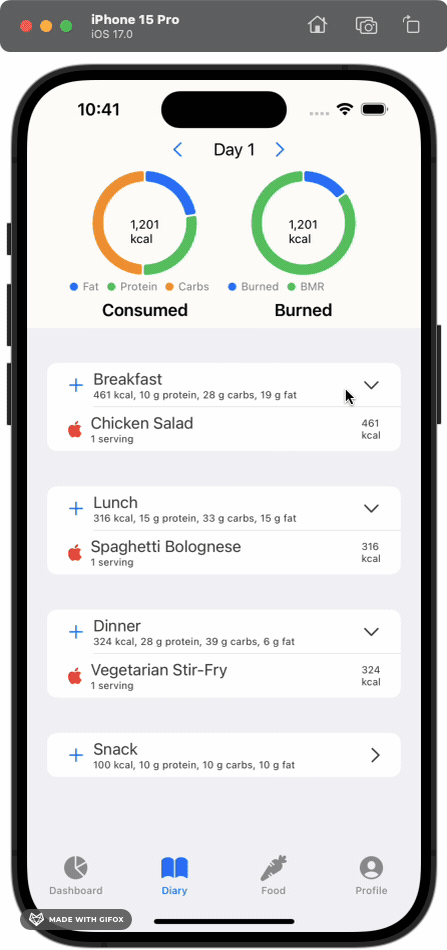 iPhone 15 Pro
iOS 17.0
10:41
Day 1
1,201
kcal
1,201
kcal
Fat Protein Carbs
Burned BMR
Consumed
Burned
Breakfast
461 kcal, 10 g protein, 28 g carbs, 19 g fat
Chicken Salad
1 serving
461
kcal
Lunch
316 kcal, 15 g protein, 33 g carbs, 15 g fat
Spaghetti Bolognese
1 serving
316
kcal
Dinner
324 kcal, 28 g protein, 39 g carbs, 6 g fat
Vegetarian Stir-Fry
1 serving
324
kcal
Snack
100 kcal, 10 g protein, 10 g carbs, 10 g fat
Dashboard Diary Food Profile
MADE WITH GIFOX